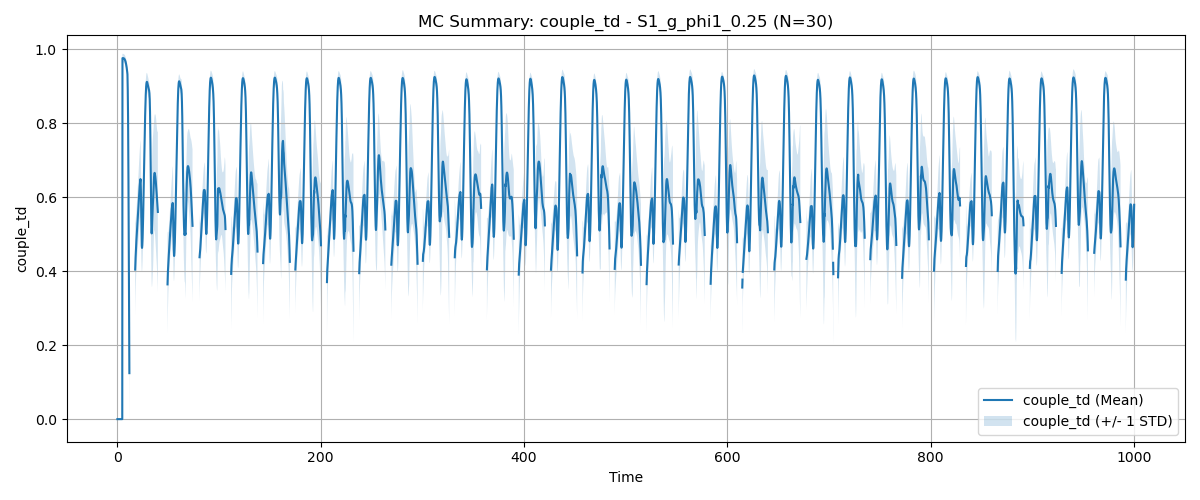 MC Summary: couple_td - S1_g_phi1_0.25 (N=30)
couple_td
1.0
0.8
0.6
0.4
0.2
0.0
0 200 400 600 800 1000
Time
couple_td (Mean)
couple_td (+/- 1 STD)